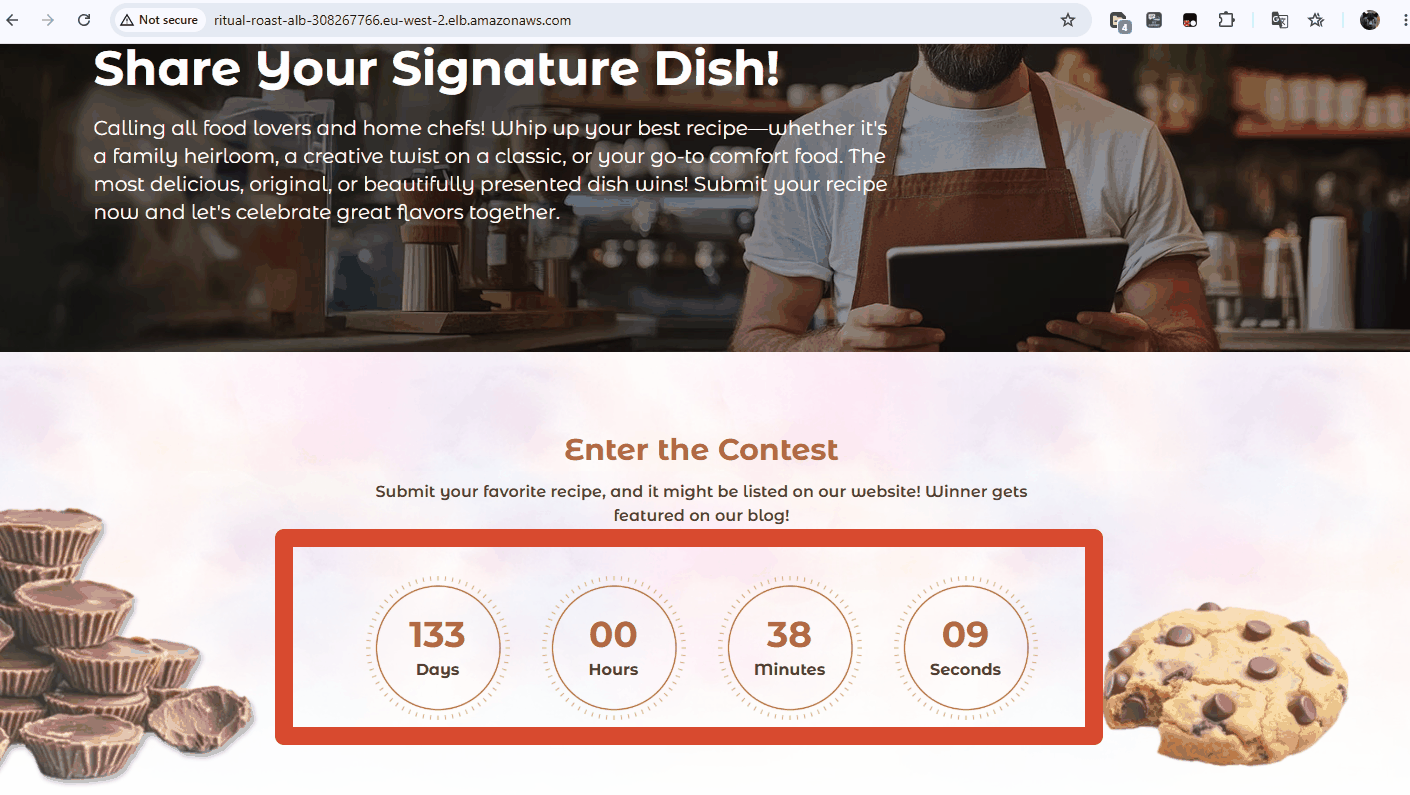 Not secure
ritual-roast-alb-308267766.eu-west-2.elb.amazonaws.com
4
Share Your Signature Dish!
Calling all food lovers and home chefs! Whip up your best recipe—whether it's
a family heirloom, a creative twist on a classic, or your go-to comfort food. The
most delicious, original, or beautifully presented dish wins! Submit your recipe
now and let's celebrate great flavors together.
Enter the Contest
Submit your favorite recipe, and it might be listed on our website! Winner gets
featured on our blog!
133 00 38 09
Days Hours Minutes Seconds